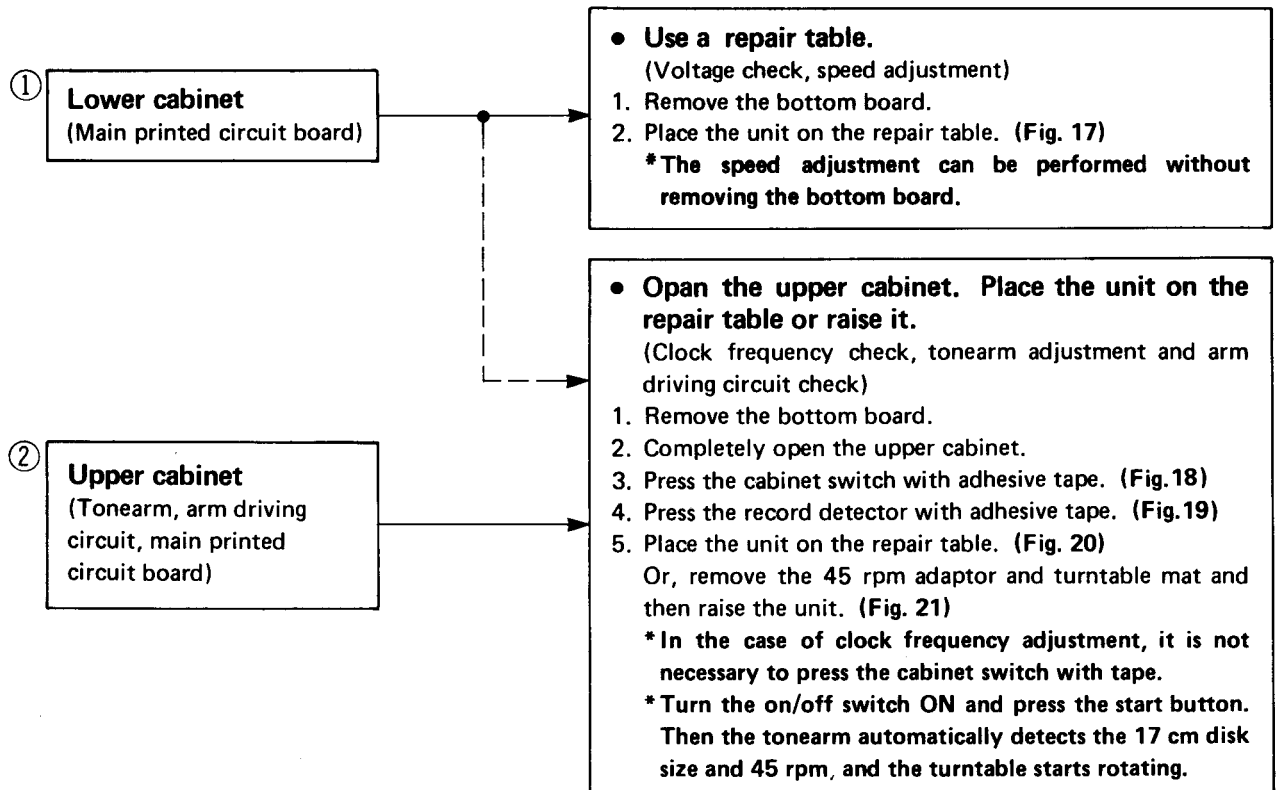 ①
Lower cabinet
(Main printed circuit board)
• Use a repair table.
(Voltage check, speed adjustment)
1. Remove the bottom board.
2. Place the unit on the repair table. (Fig. 17)
*The speed adjustment can be performed without
removing the bottom board.
②
Upper cabinet
(Tonearm, arm driving
circuit, main printed
circuit board)
• Opan the upper cabinet. Place the unit on the
repair table or raise it.
(Clock frequency check, tonearm adjustment and arm
driving circuit check)
1. Remove the bottom board.
2. Completely open the upper cabinet.
3. Press the cabinet switch with adhesive tape. (Fig.18)
4. Press the record detector with adhesive tape. (Fig.19)
5. Place the unit on the repair table. (Fig. 20)
Or, remove the 45 rpm adaptor and turntable mat and
then raise the unit. (Fig. 21)
*In the case of clock frequency adjustment, it is not
necessary to press the cabinet switch with tape.
*Turn the on/off switch ON and press the start button.
Then the tonearm automatically detects the 17 cm disk
size and 45 rpm, and the turntable starts rotating.